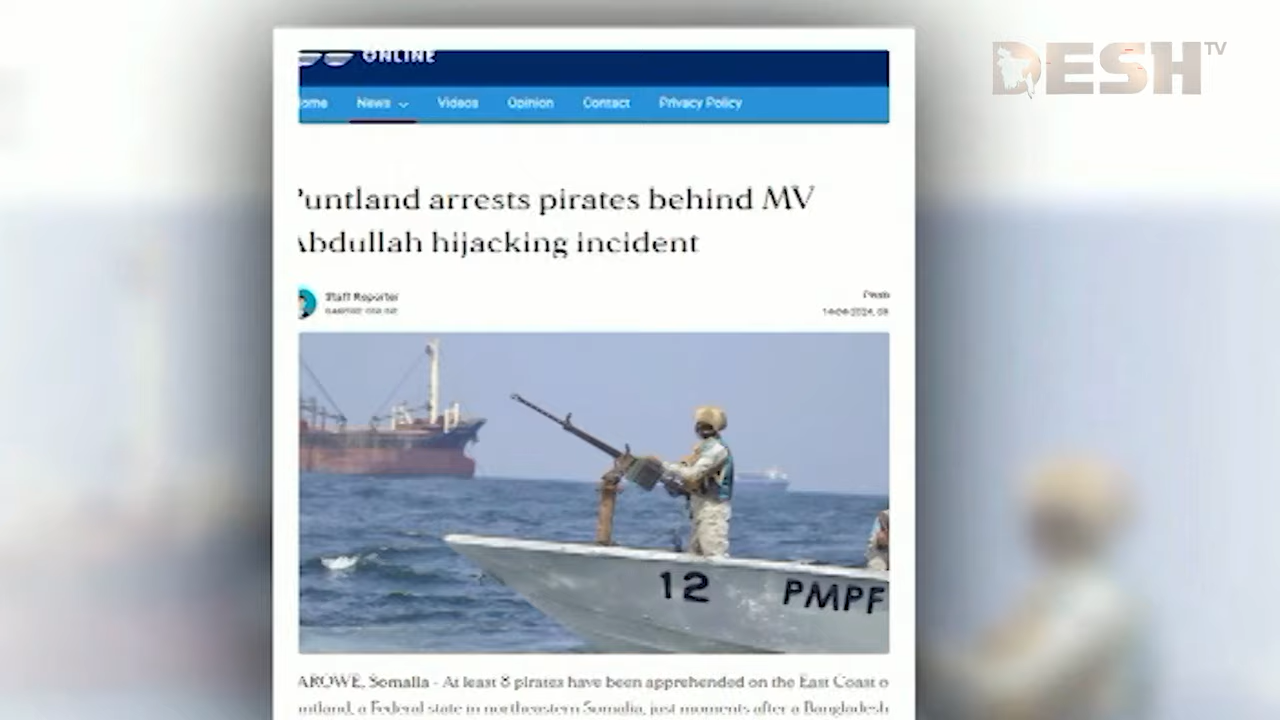 ONLINE
DESH TV
ome News Videos Opinion Contact Privacy Policy
untland arrests pirates behind MV
Abdullah hijacking incident
Staff Reporter
12 PMPF
AROWE, Somalia - At least 8 pirates have been apprehended on the East Coast o
untland, a Federal state in northeastern Somalia, just moments after a Bangladesh